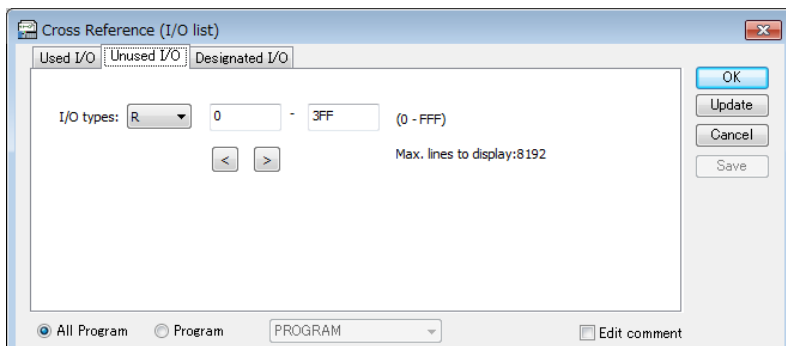 Cross Reference (I/O list)
Used I/O Unused I/O Designated I/O
OK
I/O types: R 0 - 3FF (0 - FFF)
Update
Cancel
< > Max. lines to display:8192
Save
All Program Program PROGRAM Edit comment